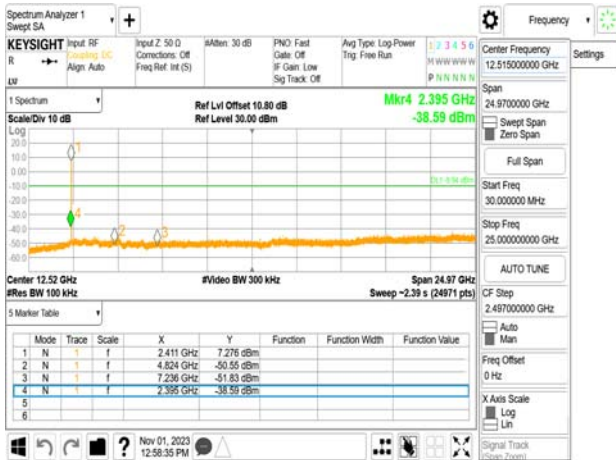 Spectrum Analyzer 1
Swept SA
Frequency
KEYSIGHT
Input: RF
Coupling: DC
Align: Auto
Input Z: 50 Ω
Corrections: Off
Freq Ref: Int (S)
#Atten: 30 dB
PNO: Fast
Gate: Off
IF Gain: Low
Sig Track: Off
Avg Type: Log-Power
Trig: Free Run
1 2 3 4 5 6
M W W W W W
P N N N N N
R
LVI
Settings
1 Spectrum
Scale/Div 10 dB
Ref Lvl Offset 10.80 dB
Ref Level 30.00 dBm
Mkr4 2.395 GHz
-38.59 dBm
Log
20.0
10.0
0.00
-10.0
-20.0
-30.0
-40.0
-50.0
-60.0
1
4
2
3
Center 12.52 GHz
#Res BW 100 kHz
#Video BW 300 kHz
Span 24.97 GHz
Sweep ~2.39 s (24971 pts)
5 Marker Table
Mode Trace Scale X Y Function Function Width Function Value
1 N 1 f 2.411 GHz 7.276 dBm
2 N 1 f 4.824 GHz -50.55 dBm
3 N 1 f 7.236 GHz -51.83 dBm
4 N 1 f 2.395 GHz -38.59 dBm
5
6
Center Frequency
12.515000000 GHz
Span
24.9700000 GHz
Swept Span
Zero Span
Full Span
Start Freq
30.000000 MHz
Stop Freq
25.000000000 GHz
AUTO TUNE
CF Step
2.497000000 GHz
Auto
Man
Freq Offset
0 Hz
X Axis Scale
Log
Lin
Signal Track
(Span Zoom)
?
Nov 01, 2023
12:58:35 PM